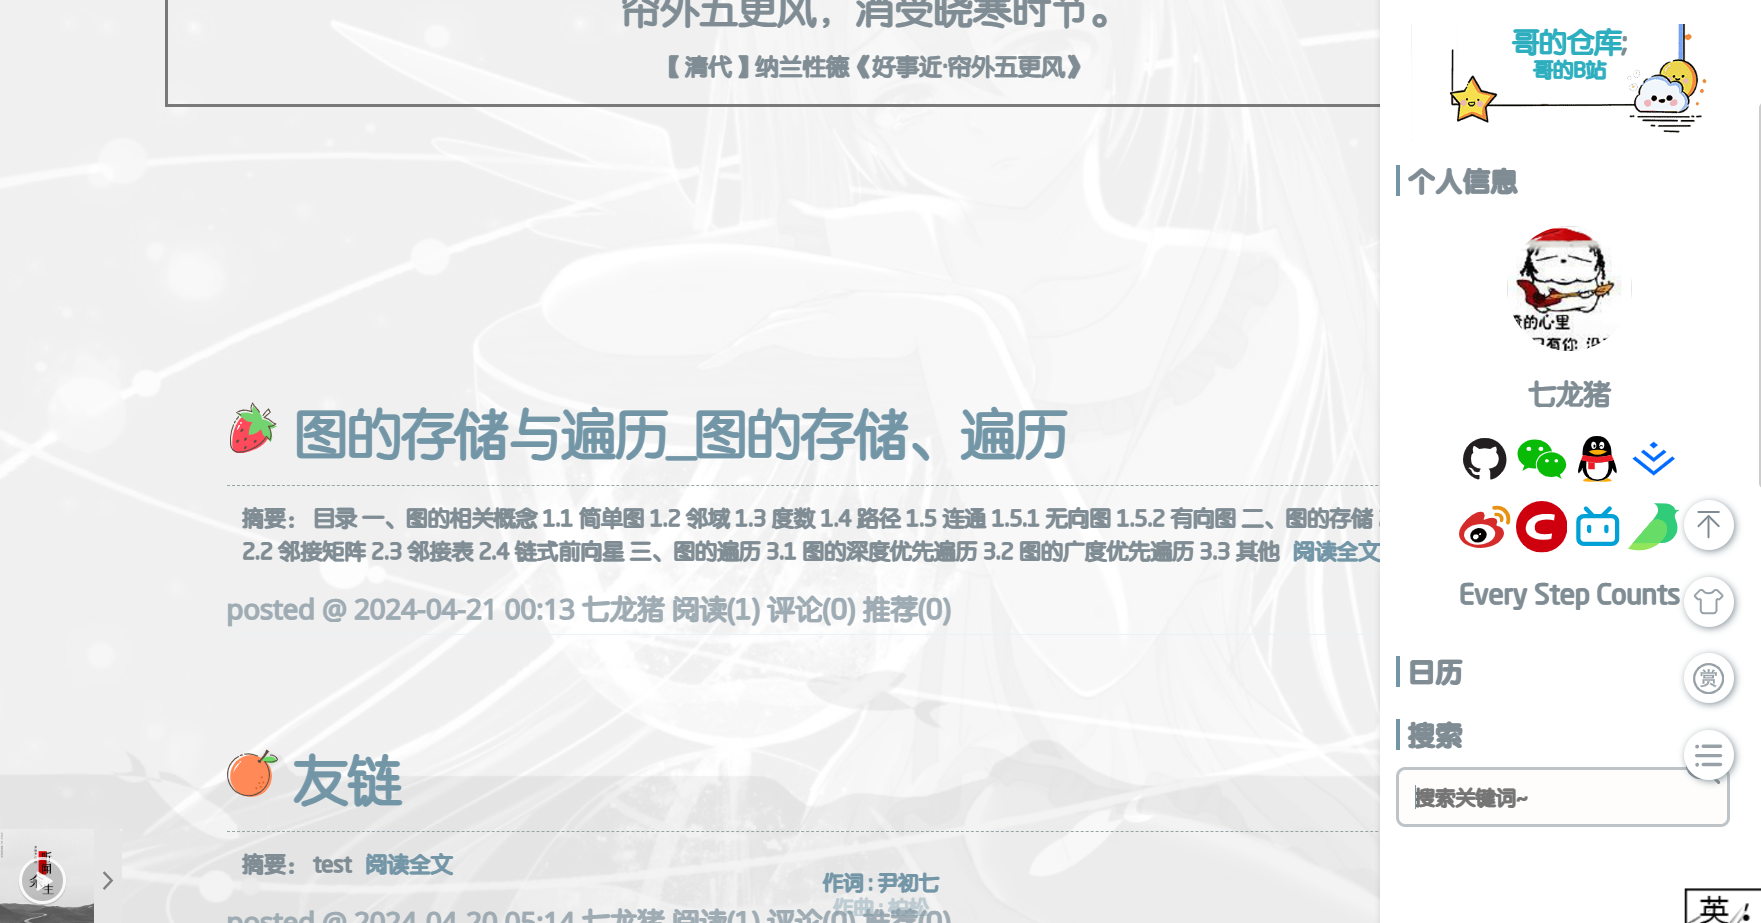 帘外五更风，消受晓寒时节。
【清代】纳兰性德《好事近·帘外五更风》
图的存储与遍历_图的存储、遍历
摘要： 目录 一、图的相关概念 1.1 简单图 1.2 邻域 1.3 度数 1.4 路径 1.5 连通 1.5.1 无向图 1.5.2 有向图 二、图的存储
2.2 邻接矩阵 2.3 邻接表 2.4 链式前向星 三、图的遍历 3.1 图的深度优先遍历 3.2 图的广度优先遍历 3.3 其他 阅读全文
posted @ 2024-04-21 00:13 七龙猪 阅读(1) 评论(0) 推荐(0)
友链
摘要： test 阅读全文
posted @ 2024-04-20 05:14 七龙猪 阅读(1) 评论(0) 推荐(0)
作词 : 尹初七
作曲 : 柏松
哥的仓库;
哥的B站
个人信息
的心里
只有你 没
七龙猪
Every Step Counts
日历
赏
搜索
搜索关键词~
英